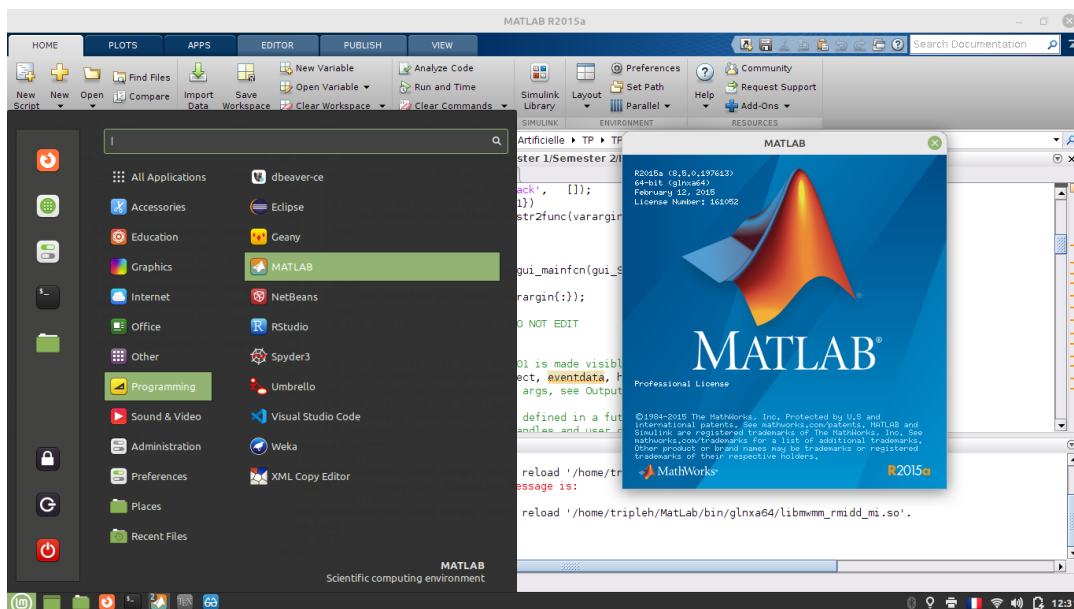 MATLAB R2015a
HOME PLOTS APPS EDITOR PUBLISH VIEW
Search Documentation
New Script
New
Open
Find Files
Compare
Import Data
Save Workspace
New Variable
Open Variable
Clear Workspace
Analyze Code
Run and Time
Clear Commands
Simulink Library
Layout
Preferences
Set Path
Parallel
Help
Community
Request Support
Add-Ons
SIMULINK ENVIRONMENT RESOURCES
Artificielle TP
ster 1/Semester 2/
All Applications
Accessories
Education
Graphics
Internet
Office
Other
Programming
Sound & Video
Administration
Preferences
Places
Recent Files
dbeaver-ce
Eclipse
Geany
MATLAB
NetBeans
RStudio
Spyder3
Umbrello
Visual Studio Code
Weka
XML Copy Editor
MATLAB
Scientific computing environment
ack', []);
1})
str2func(varargin
gui_mainfcn(gui_S
rargin{:});
O NOT EDIT
01 is made visibl
ect, eventdata, h
args, see Output
defined in a fut
andles and user
reload '/home/tr
essage is:
reload '/home/tripleh/MatLab/bin/glnxa64/libmwmm_rmidd_mi.so'.
MATLAB
R2015a (8.5.0.197613)
64-bit (glnxa64)
February 12, 2015
License Number: 161052
MATLAB®
Professional License
©1984-2015 The MathWorks, Inc. Protected by U.S and
international patents. See mathworks.com/patents. MATLAB and
Simulink are registered trademarks of The MathWorks, Inc. See
mathworks.com/trademarks for a list of additional trademarks.
Other product or brand names may be trademarks or registered
trademarks of their respective holders.
MathWorks®
R2015a
12:3